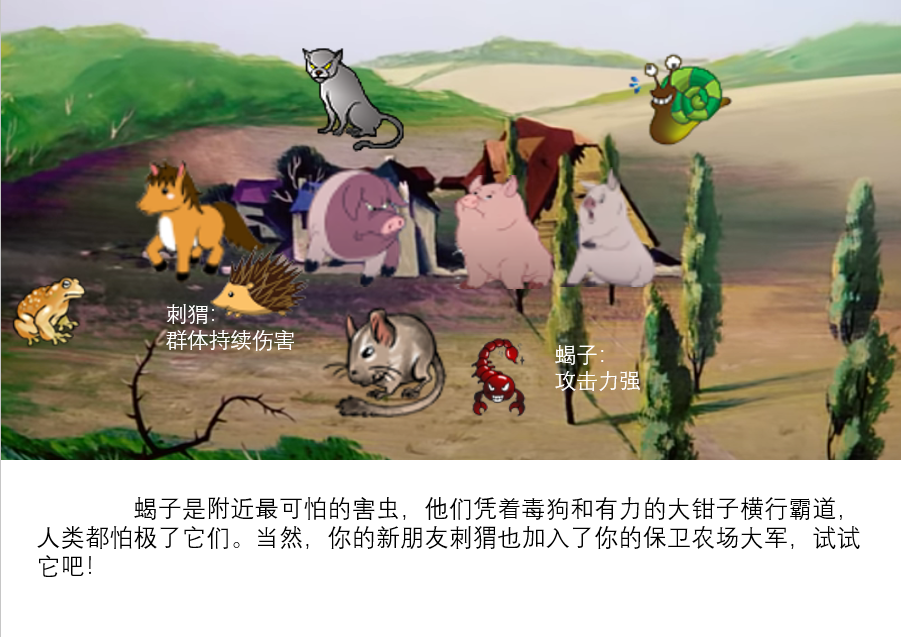 刺猬：
群体持续伤害
蝎子：
攻击力强
蝎子是附近最可怕的害虫，他们凭着毒狗和有力的大钳子横行霸道，
人类都怕极了它们。当然，你的新朋友刺猬也加入了你的保卫农场大军，试试
它吧！